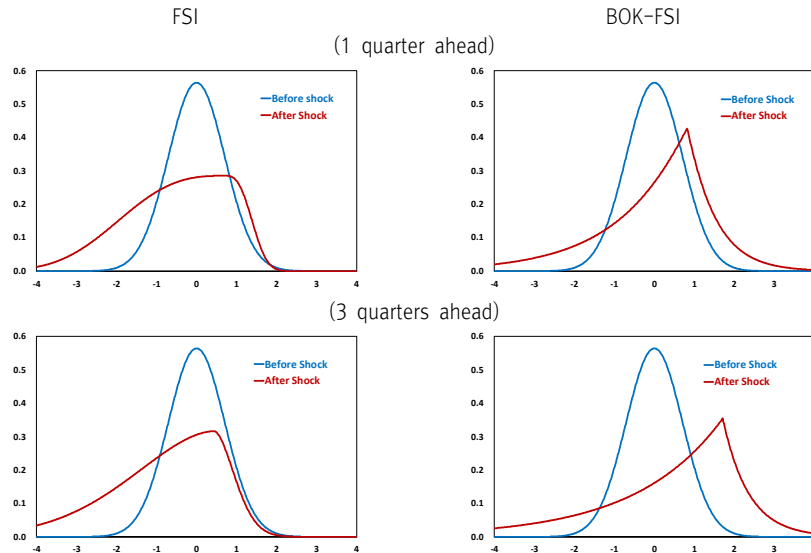 FSI BOK-FSI
(1 quarter ahead)
0.6 0.5 0.4 0.3 0.2 0.1 0.0
Before shock
After Shock
-4 -3 -2 -1 0 1 2 3 4
0.6 0.5 0.4 0.3 0.2 0.1 0.0
Before Shock
After Shock
-4 -3 -2 -1 0 1 2 3
(3 quarters ahead)
0.6 0.5 0.4 0.3 0.2 0.1 0.0
Before Shock
After Shock
-4 -3 -2 -1 0 1 2 3 4
0.6 0.5 0.4 0.3 0.2 0.1 0.0
Before Shock
After Shock
-4 -3 -2 -1 0 1 2 3